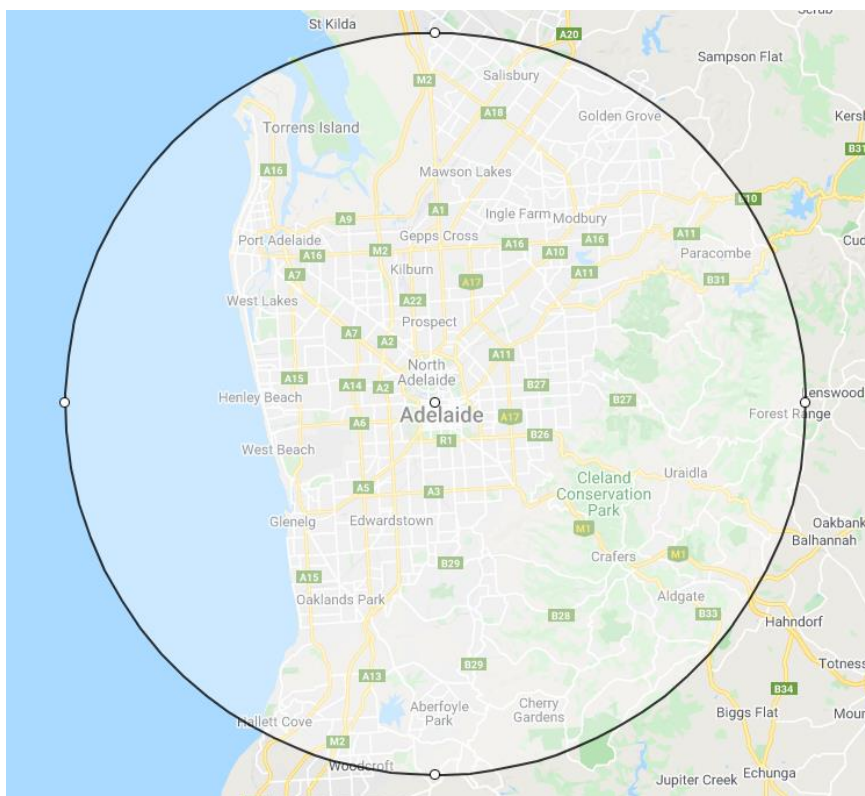 St Kilda
A20
Scrub
Sampson Flat
M2
Salisbury
A18
Golden Grove
Torrens Island
A16
Mawson Lakes
B31
B10
A1
A9
Ingle Farm
Modbury
Port Adelaide
Gepps Cross
A16
A16
A11
M2
A10
Paracombe
A16
A7
Kilburn
A17
A11
B31
West Lakes
A22
Prospect
A7
A2
A11
North
Adelaide
A15
A14
A2
B27
B27
Lenswood
Henley Beach
Adelaide
A17
Forest Range
A6
R1
B26
West Beach
Uraidla
Cleland
Conservation
Park
A5
A3
Glenelg
Edwardstown
M1
Oakbank
Balhannah
Crafers
M1
B29
A15
Aldgate
Oaklands Park
B28
B33
Hahndorf
B29
Totness
A13
B34
Aberfoyle
Park
Cherry
Gardens
Biggs Flat
Hallett Cove
M2
Woodcroft
Echunga
Jupiter Creek